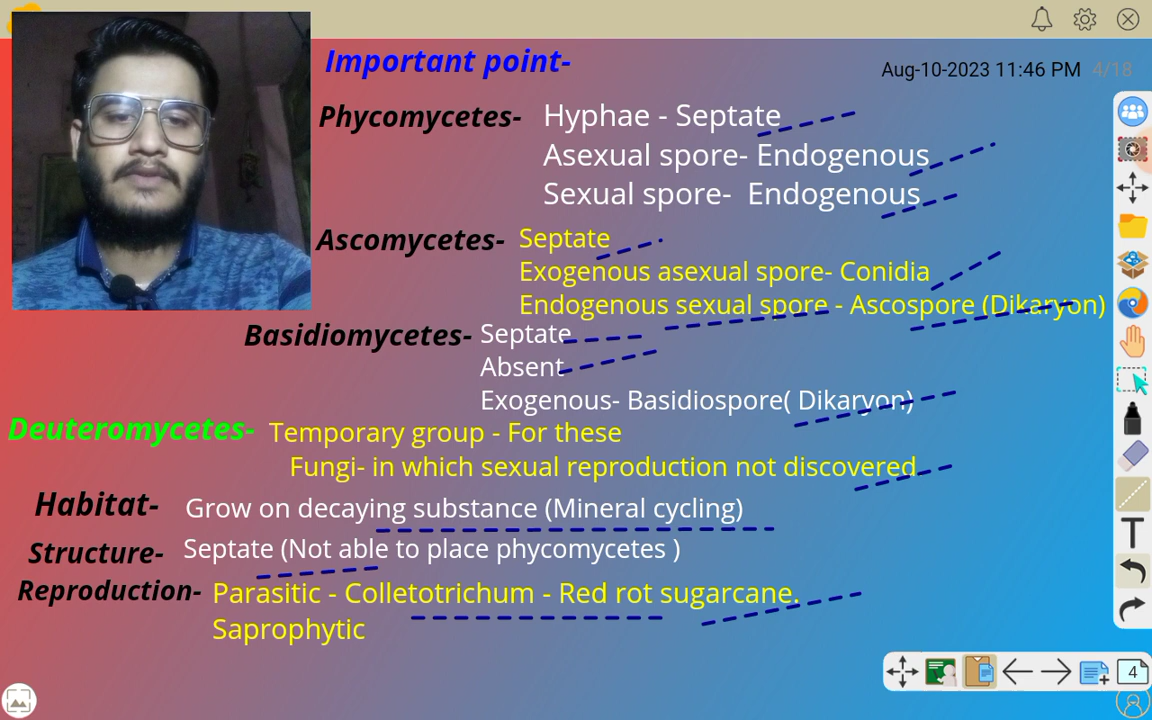 Important point-
Aug-10-2023 11:46 PM 4/18
Phycometes- Hyphae - Septate
Asexual spore- Endogenous
Sexual spore- Endogenous
Ascomycetes- Septate
Exogenous asexual spore- Conidia
Endogenous sexual spore - Ascospore (Dikaryon)
Basidiomycetes- Septate
Absent
Exogenous- Basidiospore( Dikaryon)
Deuteromycetes- Temporary group - For these
Fungi- in which sexual reproduction not discovered
Habitat- Grow on decaying substance (Mineral cycling)
Structure- Septate (Not able to place phycomycetes )
Reproduction- Parasitic - Colletotrichum - Red rot sugarcane.
Saprophytic
T
4